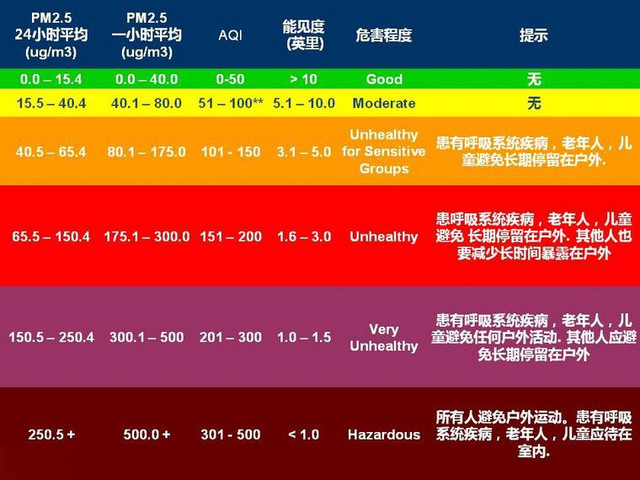 PM2.5
24小时平均
(ug/m3)
PM2.5
一小时平均
(ug/m3)
AQI
能见度
(英里)
危害程度
提示
0.0 – 15.4
0.0 – 40.0
0-50
> 10
Good
无
15.5 – 40.4
40.1 – 80.0
51 – 100**
5.1 – 10.0
Moderate
无
40.5 – 65.4
80.1 – 175.0
101 - 150
3.1 – 5.0
Unhealthy
for Sensitive
Groups
患有呼吸系统疾病，老年人，儿
童避免长期停留在户外.
65.5 – 150.4
175.1 – 300.0
151 – 200
1.6 – 3.0
Unhealthy
患呼吸系统疾病，老年人，儿童
避免 长期停留在户外. 其他人也
要减少长时间暴露在户外
150.5 – 250.4
300.1 – 500
201 – 300
1.0 – 1.5
Very
Unhealthy
患有呼吸系统疾病，老年人，儿
童避免任何户外活动. 其他人应避
免长期停留在户外
250.5 +
500.0 +
301 - 500
< 1.0
Hazardous
所有人避免户外运动。患有呼吸
系统疾病，老年人，儿童应待在
室内.